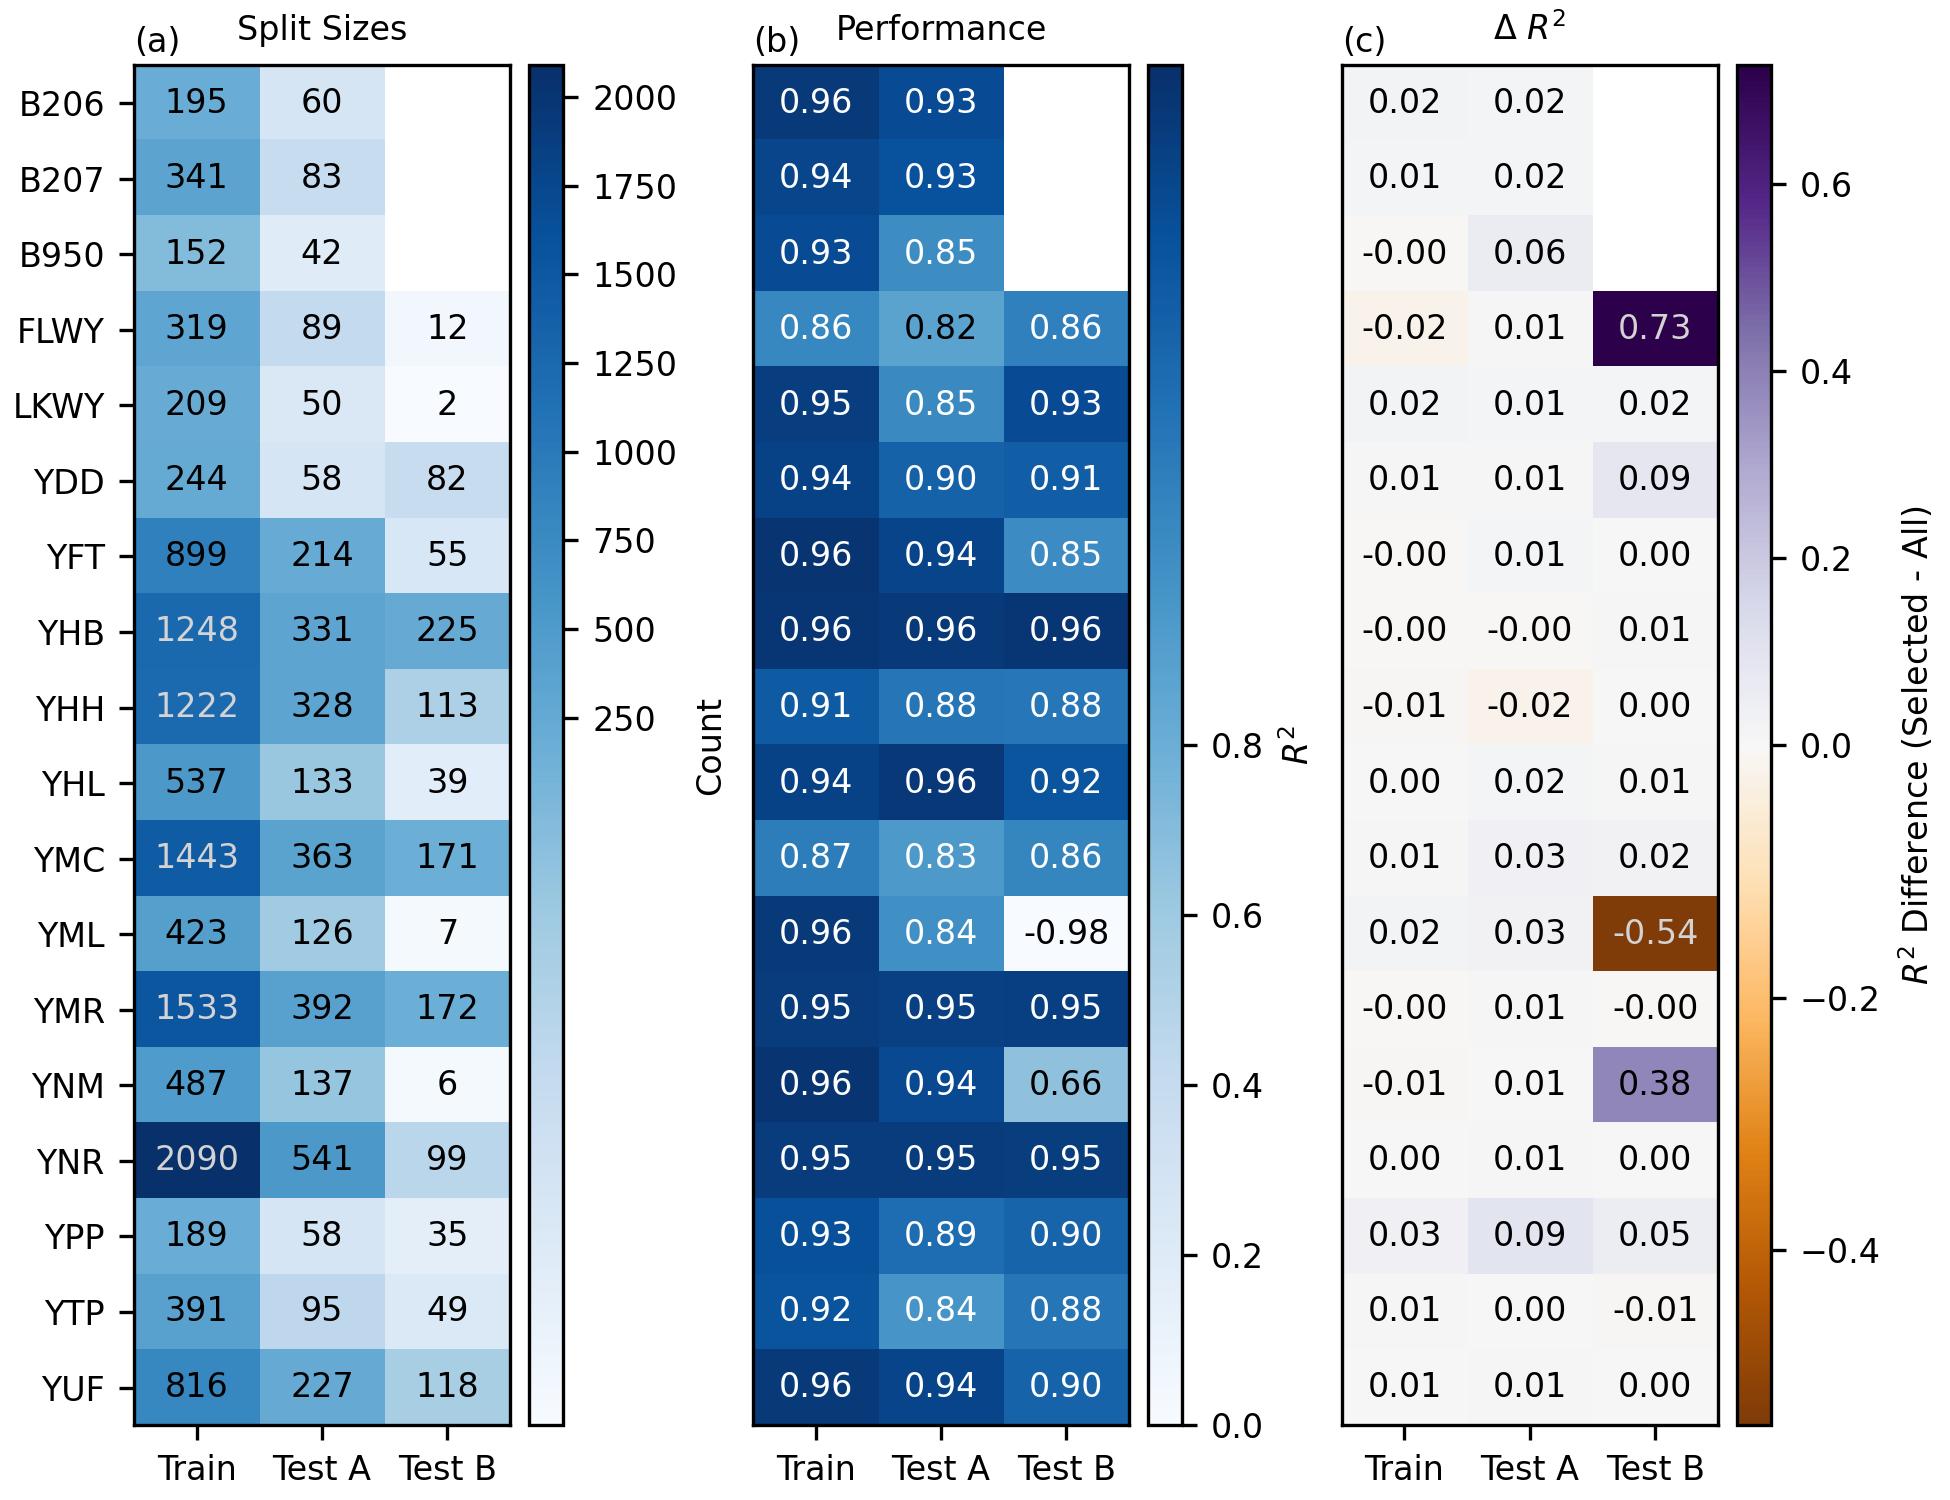 (a) Split Sizes
B206 195 60
B207 341 83
B950 152 42
FLWY 319 89 12
LKWY 209 50 2
YDD 244 58 82
YFT 899 214 55
YHB 1248 331 225
YHH 1222 328 113
YHL 537 133 39
YMC 1443 363 171
YML 423 126 7
YMR 1533 392 172
YNM 487 137 6
YNR 2090 541 99
YPP 189 58 35
YTP 391 95 49
YUF 816 227 118
Train Test A Test B
2000
1750
1500
1250
1000
750
500
250
Count
(b) Performance
0.96 0.93
0.94 0.93
0.93 0.85
0.86 0.82 0.86
0.95 0.85 0.93
0.94 0.90 0.91
0.96 0.94 0.85
0.96 0.96 0.96
0.91 0.88 0.88
0.94 0.96 0.92
0.87 0.83 0.86
0.96 0.84 -0.98
0.95 0.95 0.95
0.96 0.94 0.66
0.95 0.95 0.95
0.93 0.89 0.90
0.92 0.84 0.88
0.96 0.94 0.90
Train Test A Test B
0.8
0.6
0.4
0.2
0.0
R²
(c) Δ R²
0.02 0.02
0.01 0.02
-0.00 0.06
-0.02 0.01 0.73
0.02 0.01 0.02
0.01 0.01 0.09
-0.00 0.01 0.00
-0.00 -0.00 0.01
-0.01 -0.02 0.00
0.00 0.02 0.01
0.01 0.03 0.02
0.02 0.03 -0.54
-0.00 0.01 -0.00
-0.01 0.01 0.38
0.00 0.01 0.00
0.03 0.09 0.05
0.01 0.00 -0.01
0.01 0.01 0.00
Train Test A Test B
0.6
0.4
0.2
0.0
−0.2
−0.4
R² Difference (Selected - All)